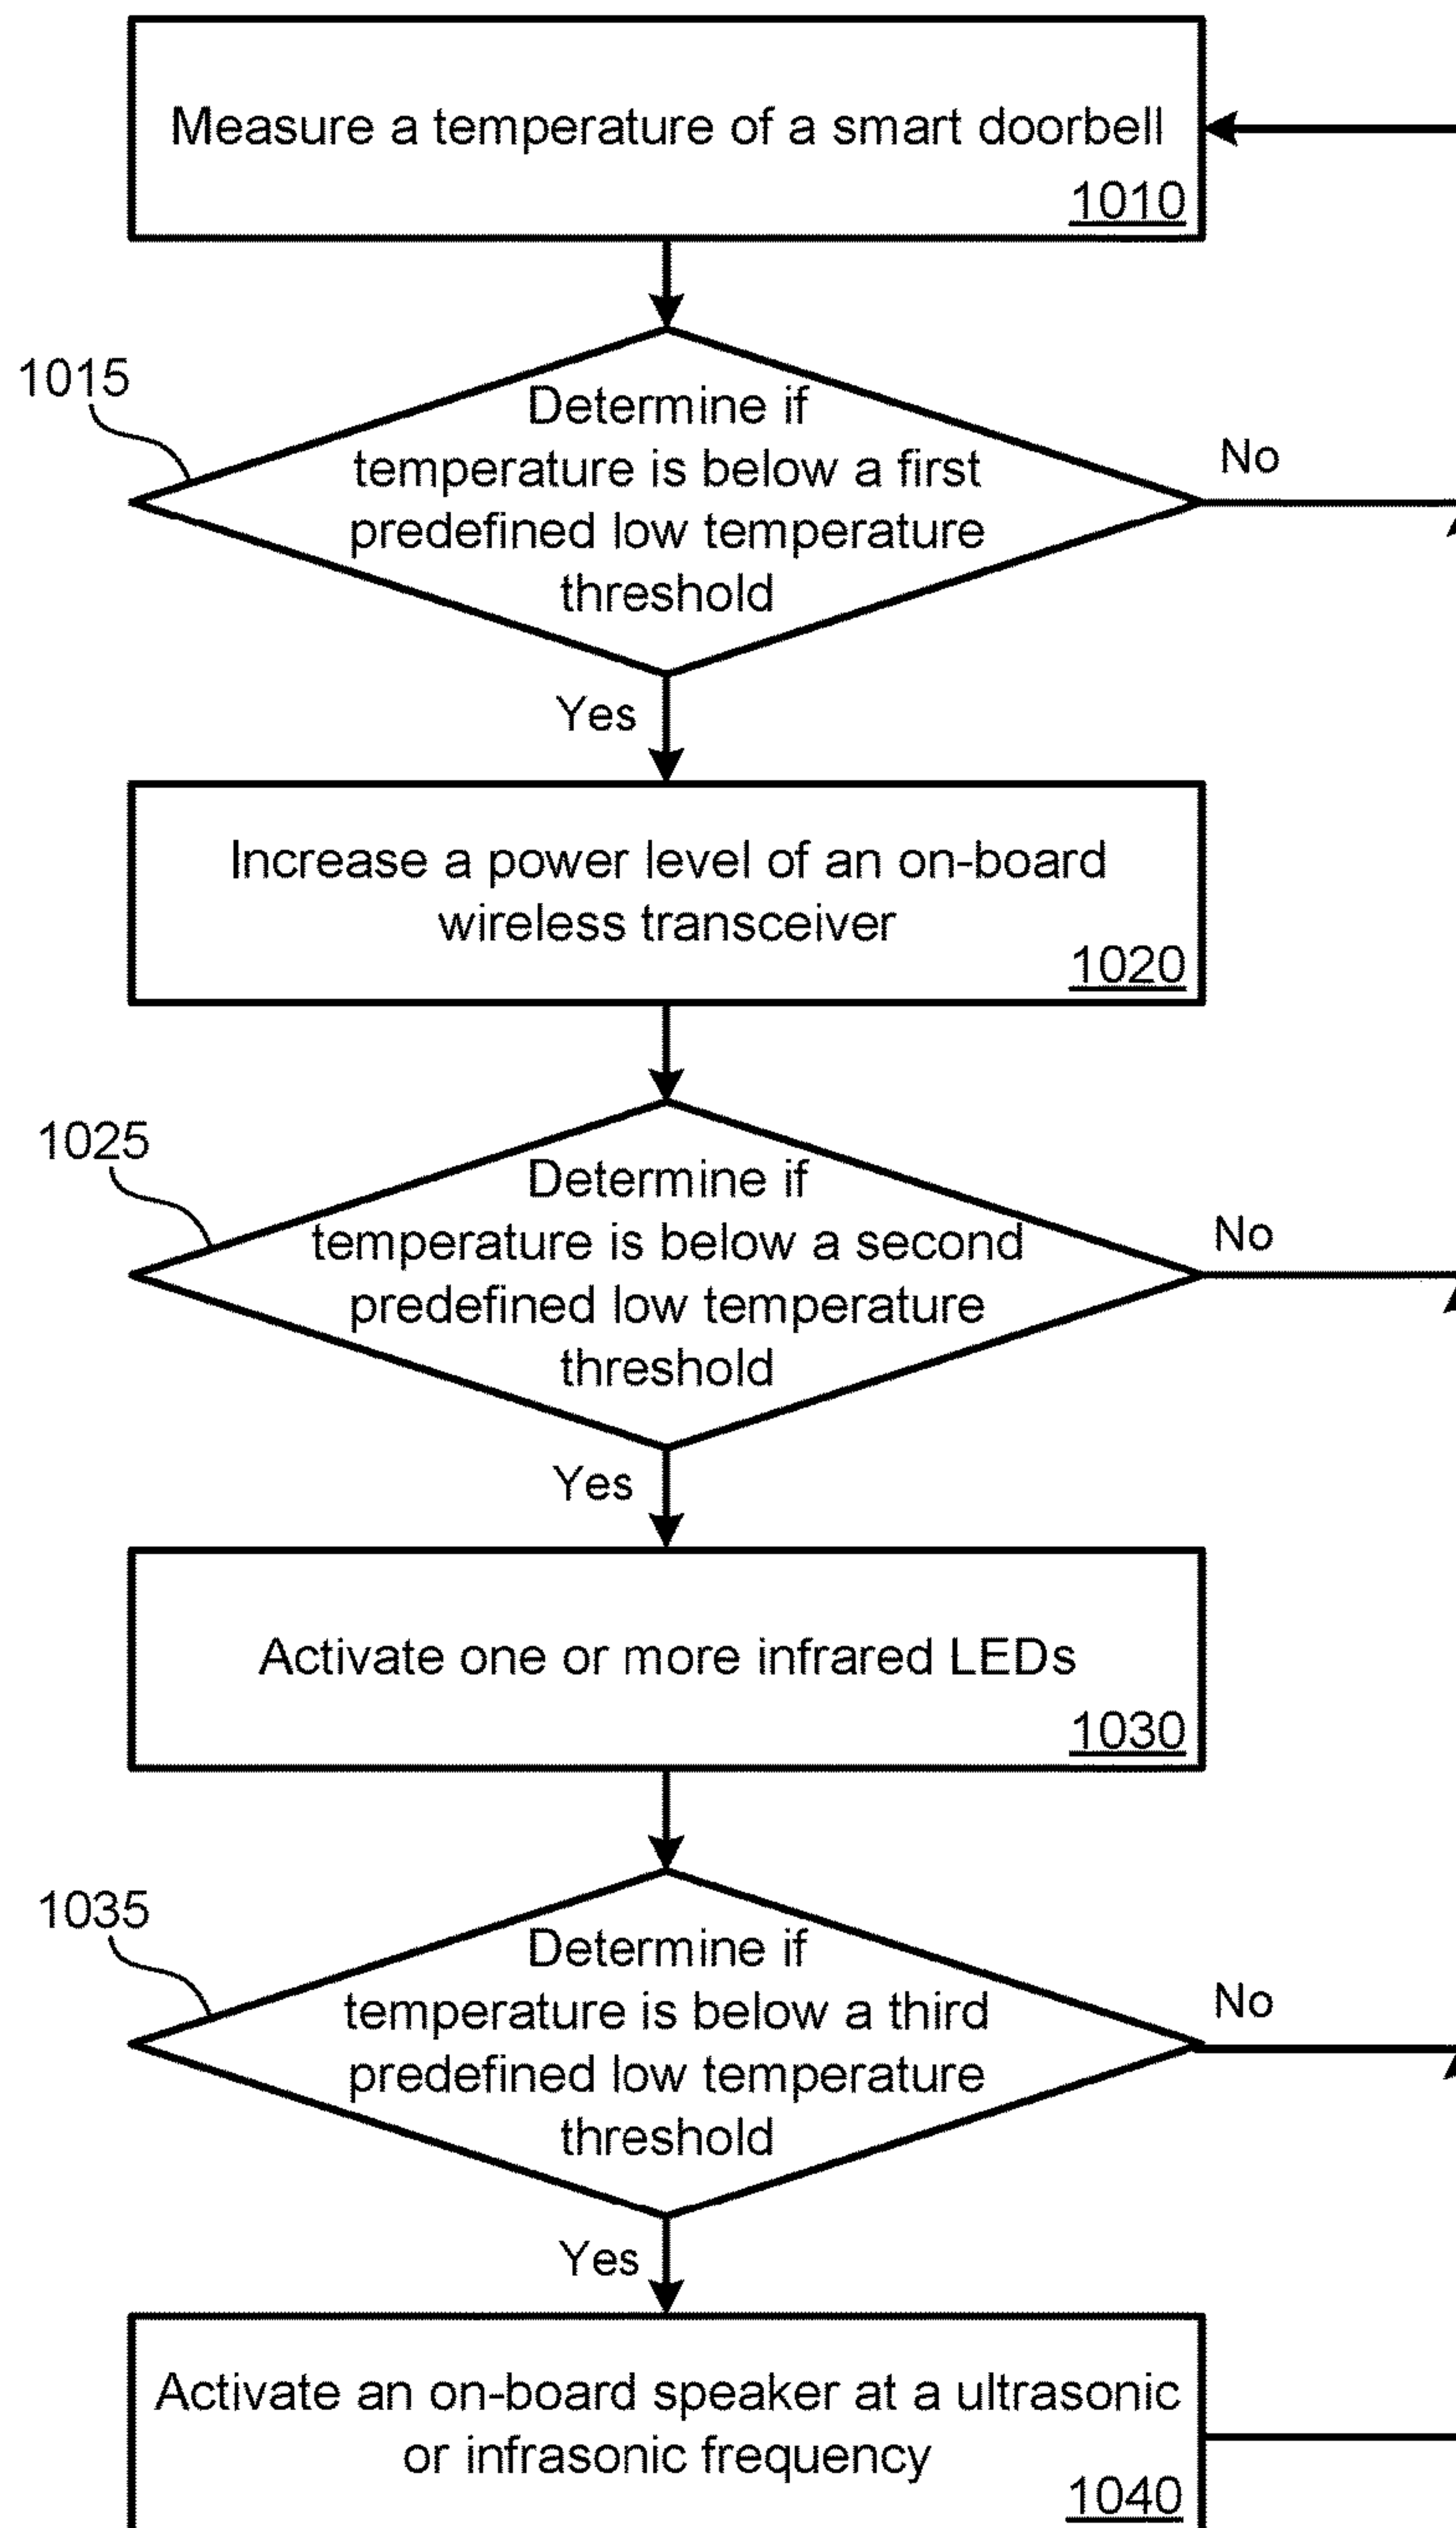 Measure a temperature of a smart doorbell
1010
1015
Determine if
temperature is below a first
predefined low temperature
threshold
No
Yes
Increase a power level of an on-board
wireless transceiver
1020
1025
Determine if
temperature is below a second
predefined low temperature
threshold
No
Yes
Activate one or more infrared LEDs
1030
1035
Determine if
temperature is below a third
predefined low temperature
threshold
No
Yes
Activate an on-board speaker at a ultrasonic
or infrasonic frequency
1040